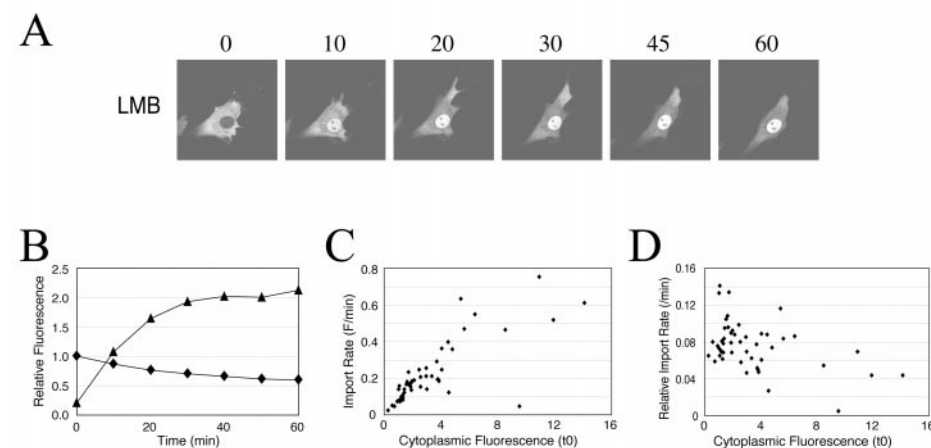 A
0 10 20 30 45 60
LMB
B
Relative Fluorescence
2.5
2.0
1.5
1.0
0.5
0.0
0 20 40 60
Time (min)
C
Import Rate (F/min)
0.8
0.6
0.4
0.2
0
0 4 8 12 16
Cytoplasmic Fluorescence (t0)
D
Relative Import Rate (/min)
0.16
0.12
0.08
0.04
0
0 4 8 12 16
Cytoplasmic Fluorescence (t0)